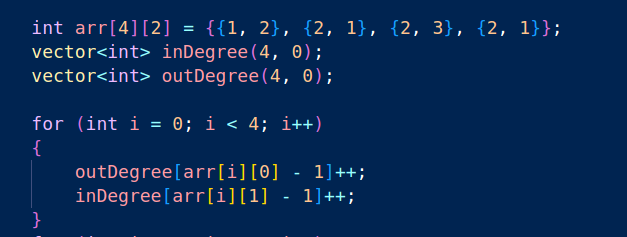 int arr[4][2] = {{1, 2}, {2, 1}, {2, 3}, {2, 1}};
vector<int> inDegree(4, 0);
vector<int> outDegree(4, 0);
for (int i = 0; i < 4; i++)
{
outDegree[arr[i][0] - 1]++;
inDegree[arr[i][1] - 1]++;
}